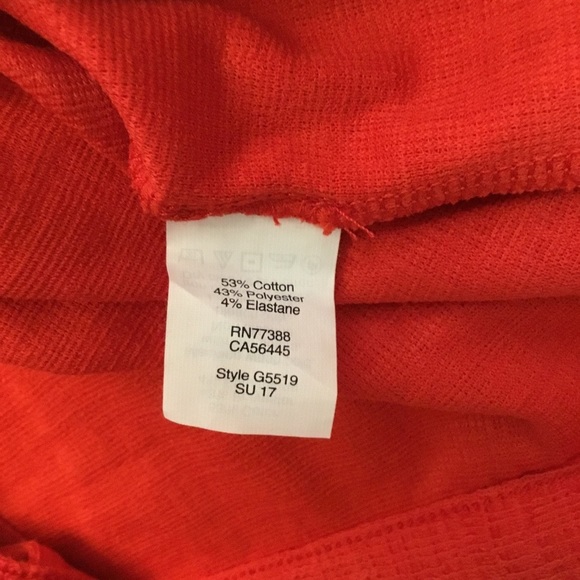 53% Cotton
43% Polyester
4% Elastane
RN77388
CA56445
Style G5519
SU 17